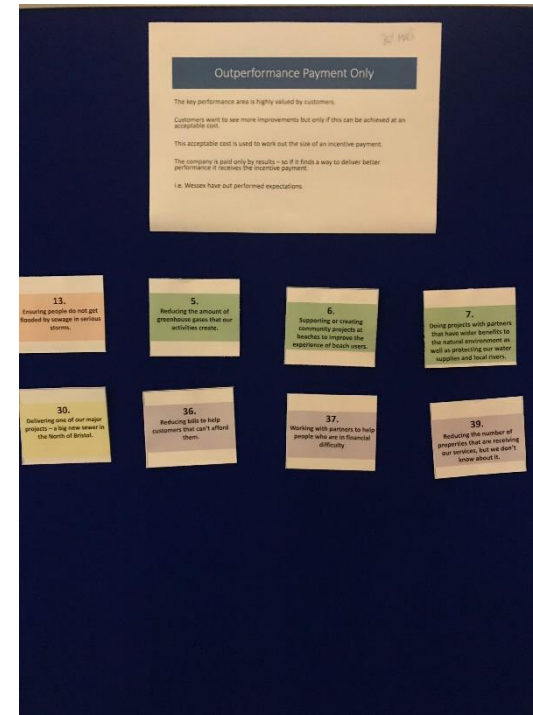 Outperformance Payment Only
The key performance area is highly valued by customers.
Customers want to see more improvements but only if this can be achieved at an
acceptable cost.
This acceptable cost is used to work out the size of an incentive payment.
The company is paid only by results – so if it finds a way to deliver better
performance it receives the incentive payment.
i.e. Wessex have out performed expectations.
13.
Ensuring people do not get
flooded by sewage in serious
storms.
5.
Reducing the amount of
greenhouse gases that our
activities create.
6.
Supporting or creating
community projects at
beaches to improve the
experience of beach users.
7.
Doing projects with partners
that have wider benefits to
the natural environment as
well as protecting our water
supplies and local rivers.
30.
Delivering one of our major
projects – a big new sewer in
the North of Bristol.
36.
Reducing bills to help
customers that can't afford
them.
37.
Working with partners to help
people who are in financial
difficulty
39.
Reducing the number of
properties that are receiving
our services, but we don't
know about it.